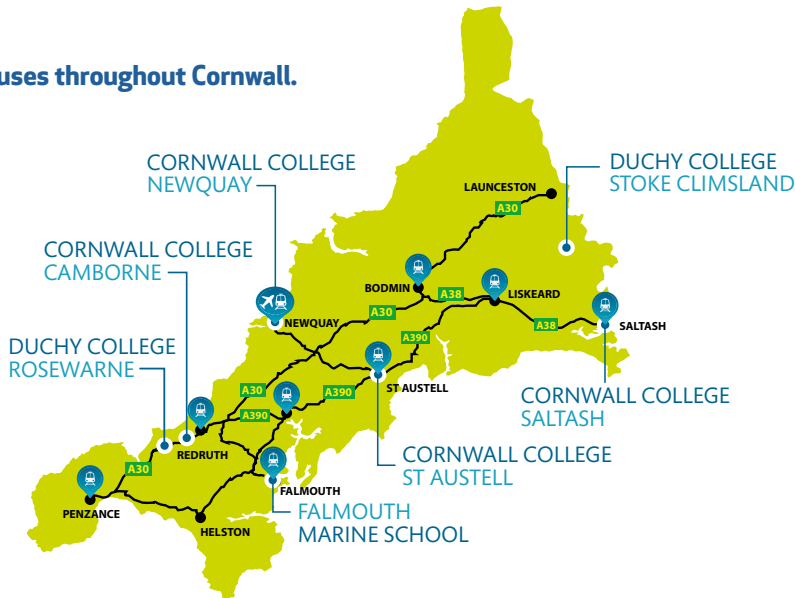 uses throughout Cornwall.
CORNWALL COLLEGE
NEWQUAY
DUCHY COLLEGE
STOKE CLIMSLAND
LAUNCESTON
A30
CORNWALL COLLEGE
CAMBORNE
BODMIN
A38
LISKEARD
A30
NEWQUAY
A38
SALTASH
A390
DUCHY COLLEGE
ROSEWARNE
ST AUSTELL
A30
A390
A390
CORNWALL COLLEGE
SALTASH
REDRUTH
A30
CORNWALL COLLEGE
ST AUSTELL
FALMOUTH
PENZANCE
FALMOUTH
MARINE SCHOOL
HELSTON